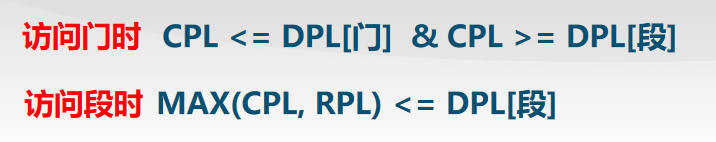 访问门时 CPL <= DPL[门] & CPL >= DPL[段]
访问段时 MAX(CPL, RPL) <= DPL[段]